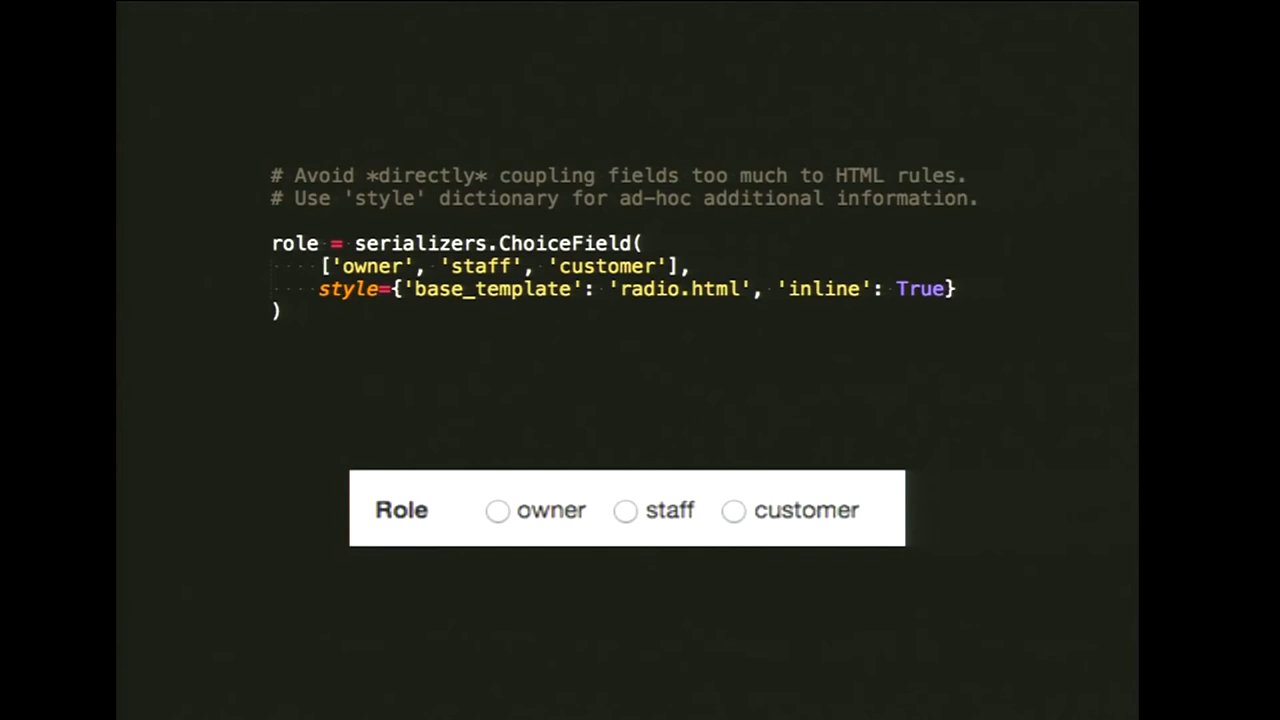 # Avoid *directly* coupling fields too much to HTML rules.
# Use 'style' dictionary for ad-hoc additional information.
role = serializers.ChoiceField(
['owner', 'staff', 'customer'],
style={'base_template': 'radio.html', 'inline': True}
)
Role owner staff customer